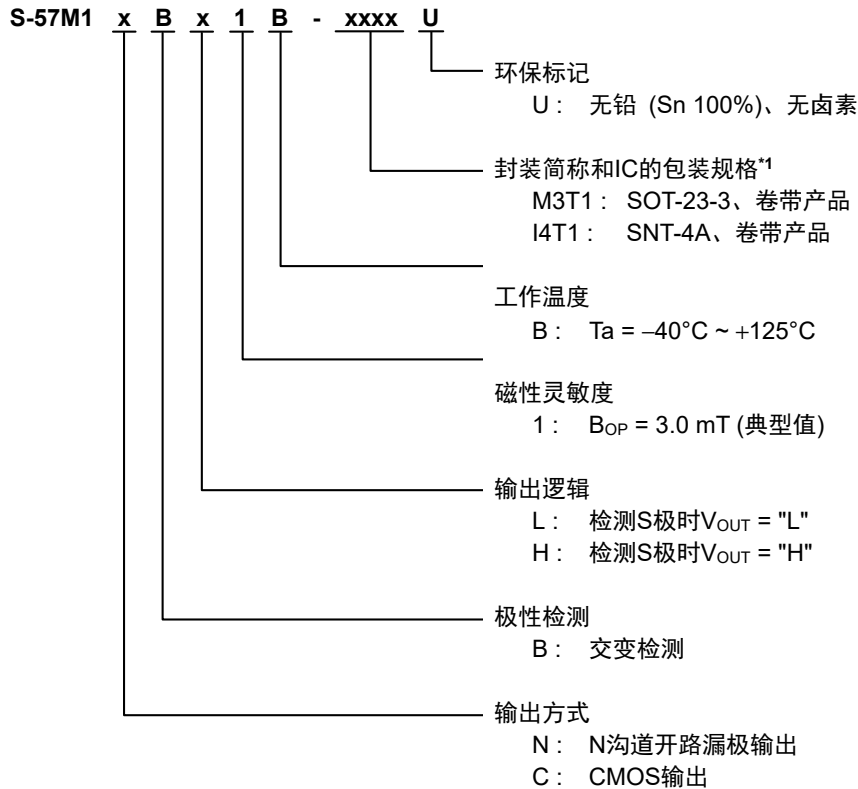 S-57M1 x B x 1 B - xxxx U
环保标记
U : 无铅 (Sn 100%)、无卤素
封装简称和IC的包装规格*1
M3T1 : SOT-23-3、卷带产品
I4T1 : SNT-4A、卷带产品
工作温度
B : Ta = −40°C ~ +125°C
磁性灵敏度
1 : BOP = 3.0 mT (典型值)
输出逻辑
L : 检测S极时VOUT = "L"
H : 检测S极时VOUT = "H"
极性检测
B : 交变检测
输出方式
N : N沟道开路漏极输出
C : CMOS输出